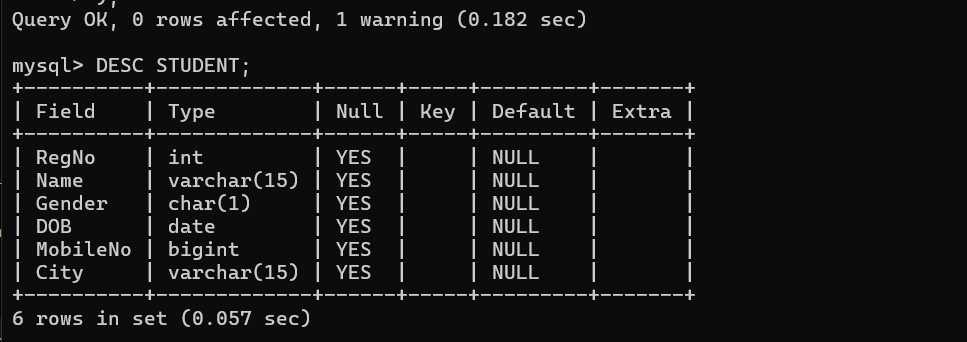 Query OK, 0 rows affected, 1 warning (0.182 sec)
mysql> DESC STUDENT;
+----------+-------------+------+-----+---------+-------+
| Field    | Type        | Null | Key | Default | Extra |
+----------+-------------+------+-----+---------+-------+
| RegNo    | int         | YES  |     | NULL    |       |
| Name     | varchar(15) | YES  |     | NULL    |       |
| Gender   | char(1)     | YES  |     | NULL    |       |
| DOB      | date        | YES  |     | NULL    |       |
| MobileNo | bigint      | YES  |     | NULL    |       |
| City     | varchar(15) | YES  |     | NULL    |       |
+----------+-------------+------+-----+---------+-------+
6 rows in set (0.057 sec)